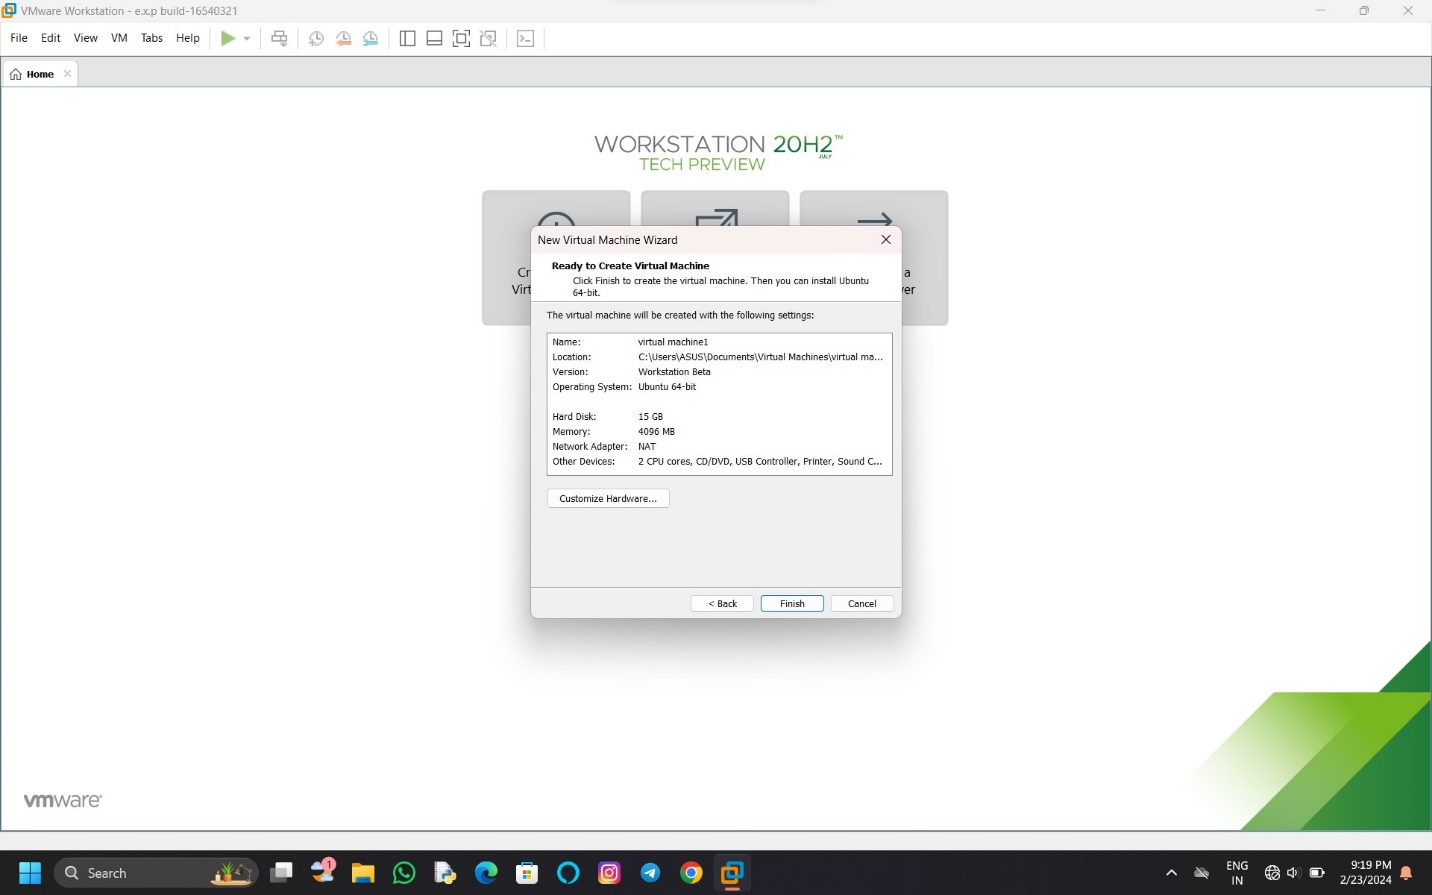 VMware Workstation - e.x.p build-16540321
File Edit View VM Tabs Help
Home
WORKSTATION 20H2™
JULY
TECH PREVIEW
Cr
Virt
a
ver
New Virtual Machine Wizard
Ready to Create Virtual Machine
Click Finish to create the virtual machine. Then you can install Ubuntu
64-bit.
The virtual machine will be created with the following settings:
Name: virtual machine1
Location: C:\Users\ASUS\Documents\Virtual Machines\virtual ma...
Version: Workstation Beta
Operating System: Ubuntu 64-bit
Hard Disk: 15 GB
Memory: 4096 MB
Network Adapter: NAT
Other Devices: 2 CPU cores, CD/DVD, USB Controller, Printer, Sound C...
Customize Hardware...
< Back Finish Cancel
vmware®
Search
1
ENG
IN
9:19 PM
2/23/2024